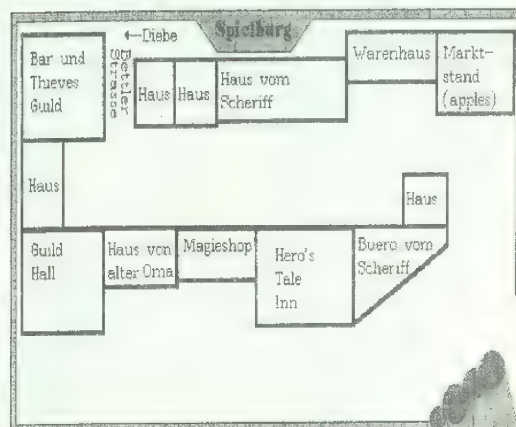 Spielburg
Bar und
Thieves
Guild
Bettler
Strasse
←Diebe
Haus
Haus
Haus vom
Scheriff
Warenhaus
Markt-
stand
(apples)
Haus
Haus
Guild
Hall
Haus von
alter Oma
Magieshop
Hero's
Tale
Inn
Buero vom
Scheriff